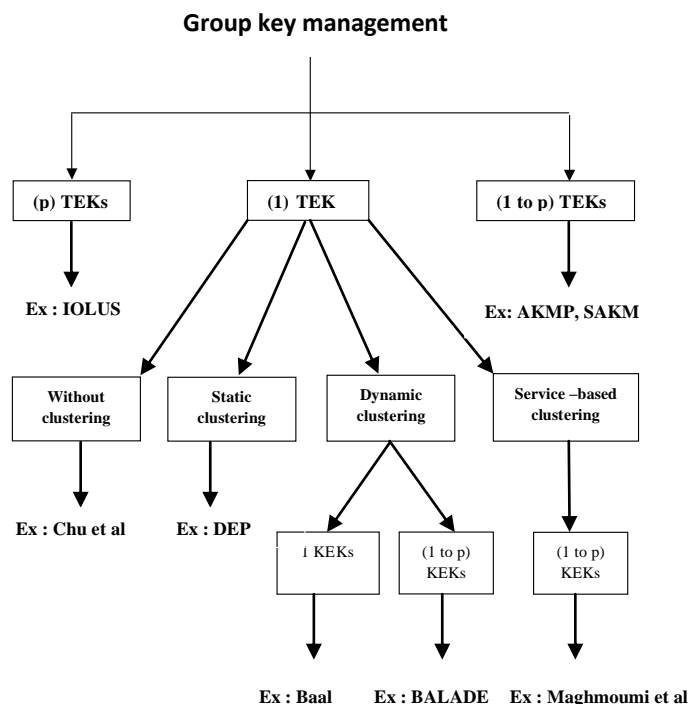 Group key management
(p) TEKs
(1) TEK
(1 to p) TEKs
Ex : IOLUS
Ex: AKMP, SAKM
Without
clustering
Static
clustering
Dynamic
clustering
Service –based
clustering
Ex : Chu et al
Ex : DEP
KEKs
(1 to p)
KEKs
(1 to p)
KEKs
Ex : Baal
Ex : BALADE
Ex : Maghmoumi et al